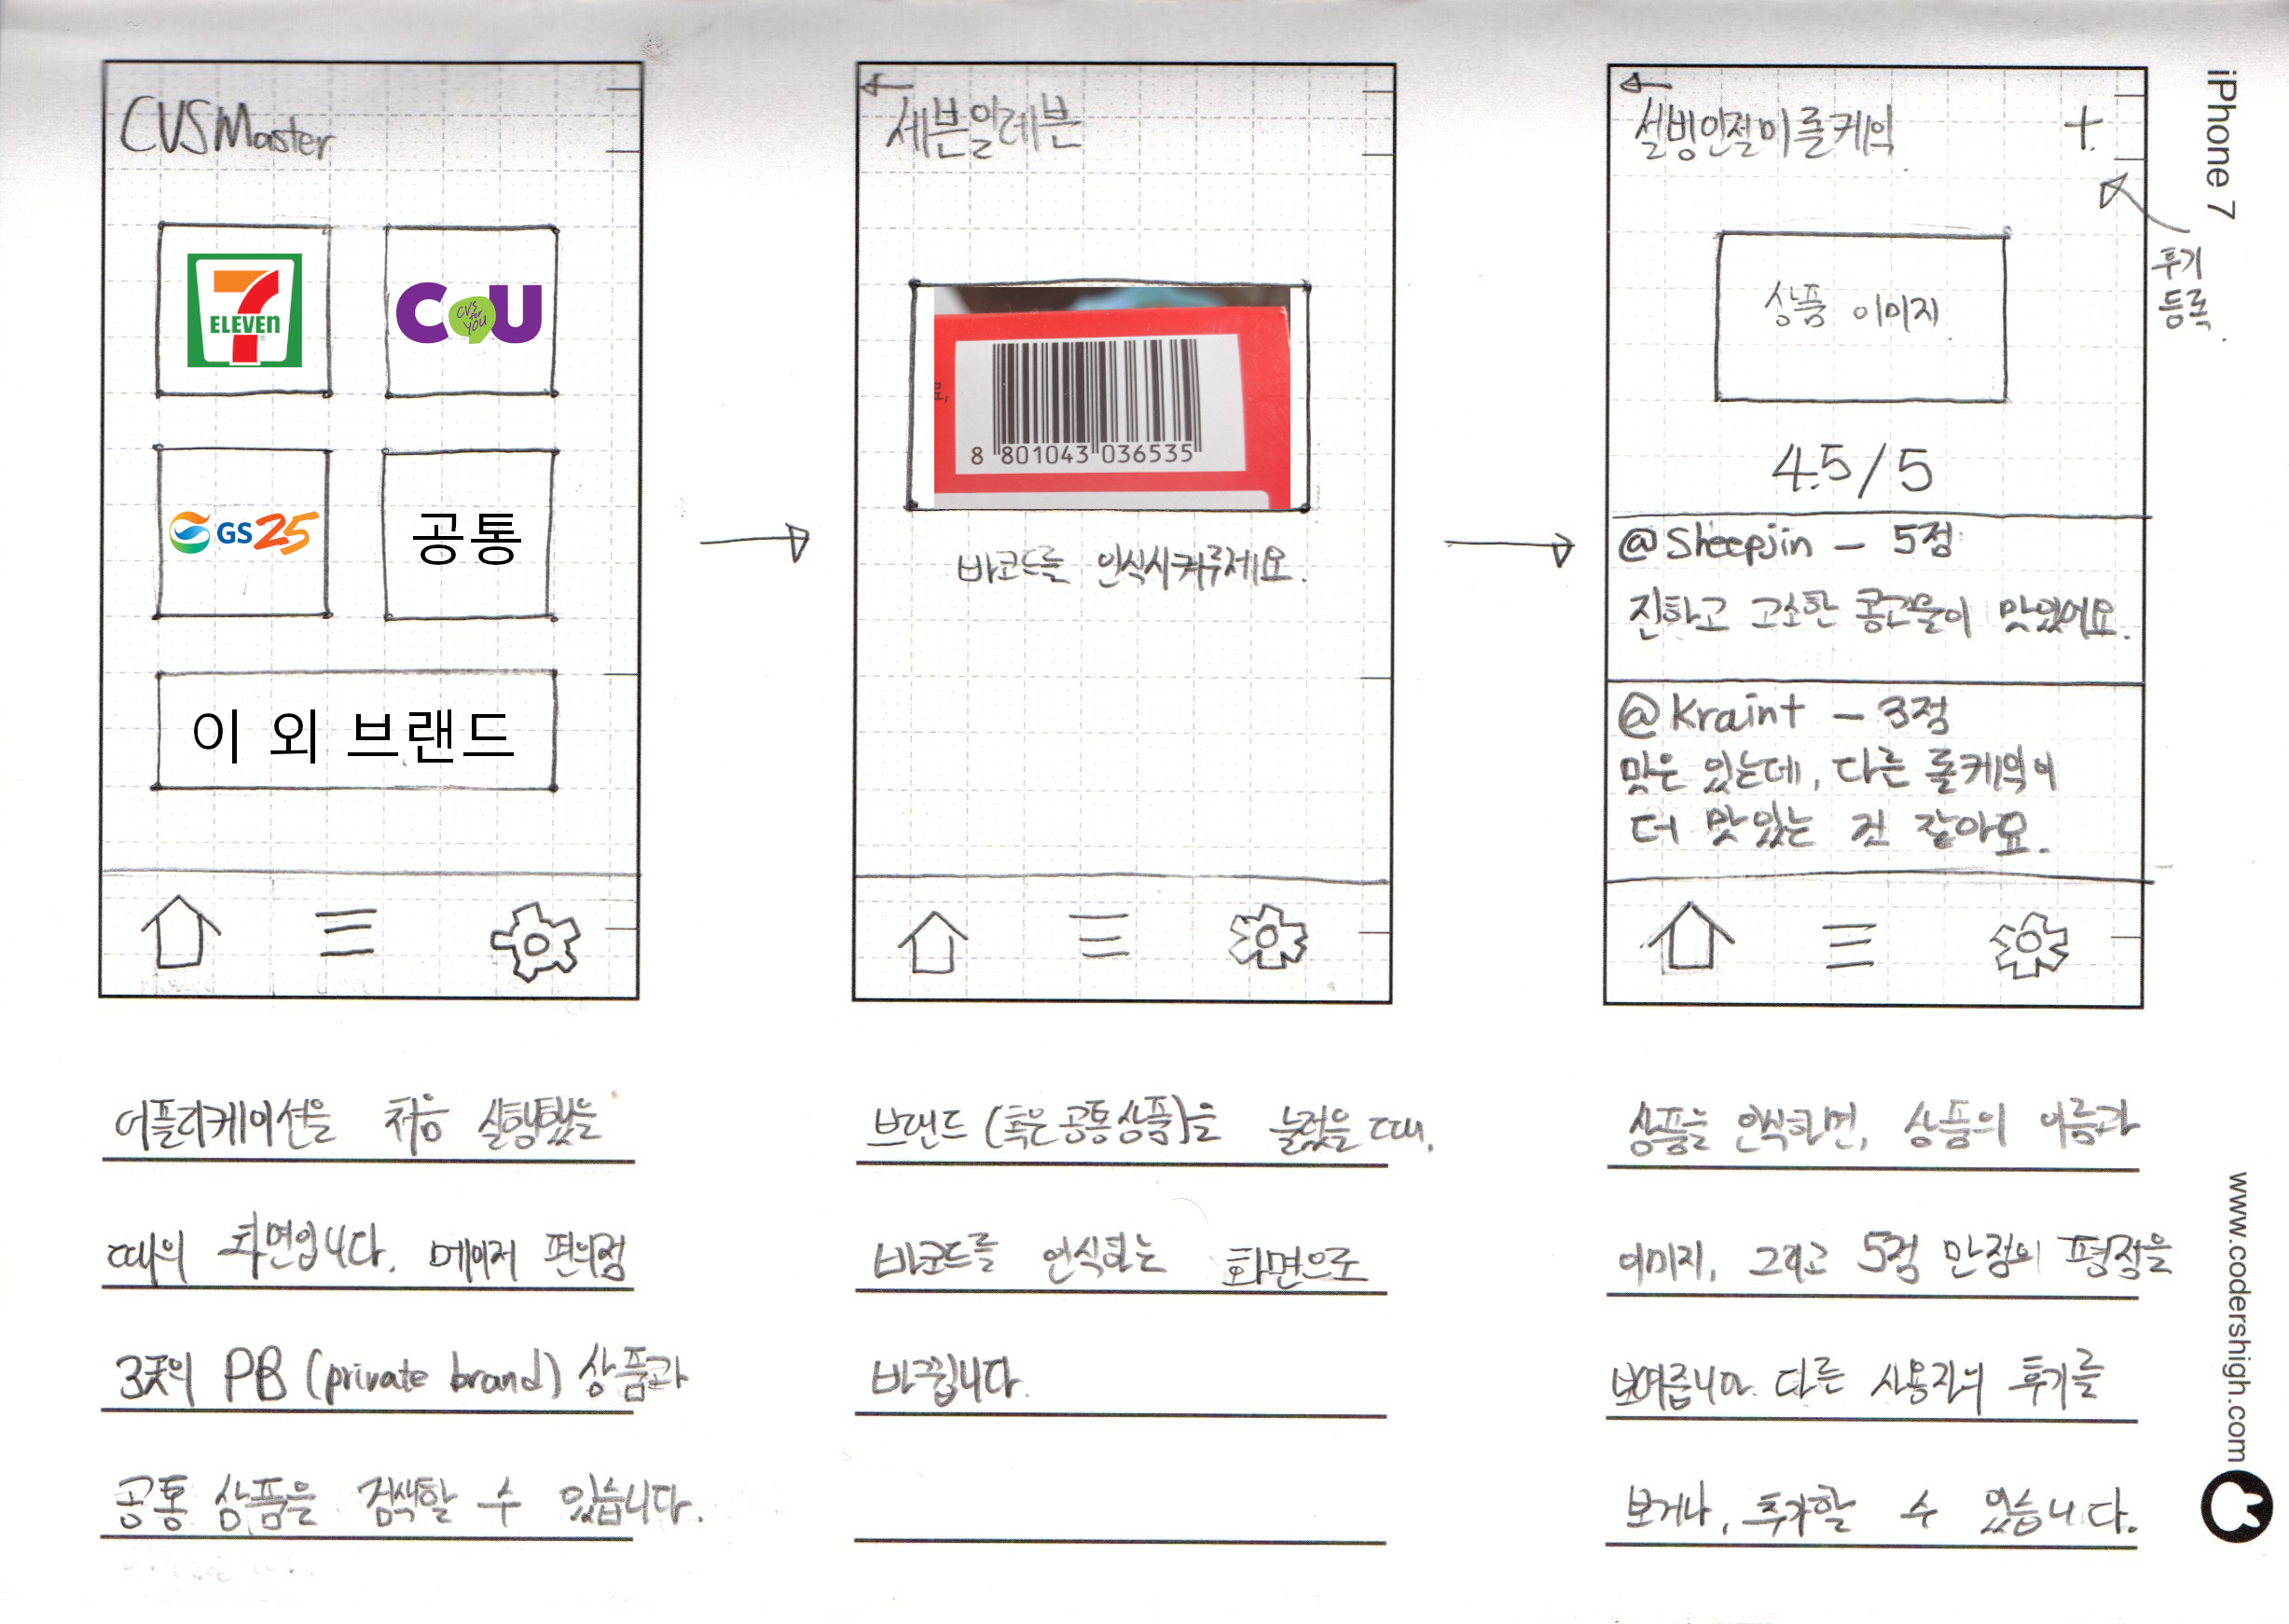 CVSMaster
7
ELEVEN
CU
CVS for YOU
GS25
공통
이 외 브랜드
어플리케이션을 처음 실행했을
때의 화면입니다. 메이저 편의점
3곳의 PB (private brand) 상품과
공통 상품을 검색할 수 있습니다.
세븐일레븐
8 801043 036535
바코드를 인식시켜주세요.
브랜드 (혹은 공통상품)을 눌렀을 때,
바코드를 인식하는 화면으로
바뀝니다.
설빙인절미롤케익
+
후기
등록
상품 이미지
4.5/5
@Sheepjin - 5점
진하고 고소한 콩고물이 맛있어요.
@Kraint - 3점
맛은 있는데, 다른 롤케익이
더 맛있는 것 같아요.
상품을 인식하면, 상품의 이름과
이미지, 그리고 5점 만점의 평점을
보여줍니다. 다른 사용자의 후기를
보거나, 추가할 수 있습니다.
iPhone 7
www.codershigh.com